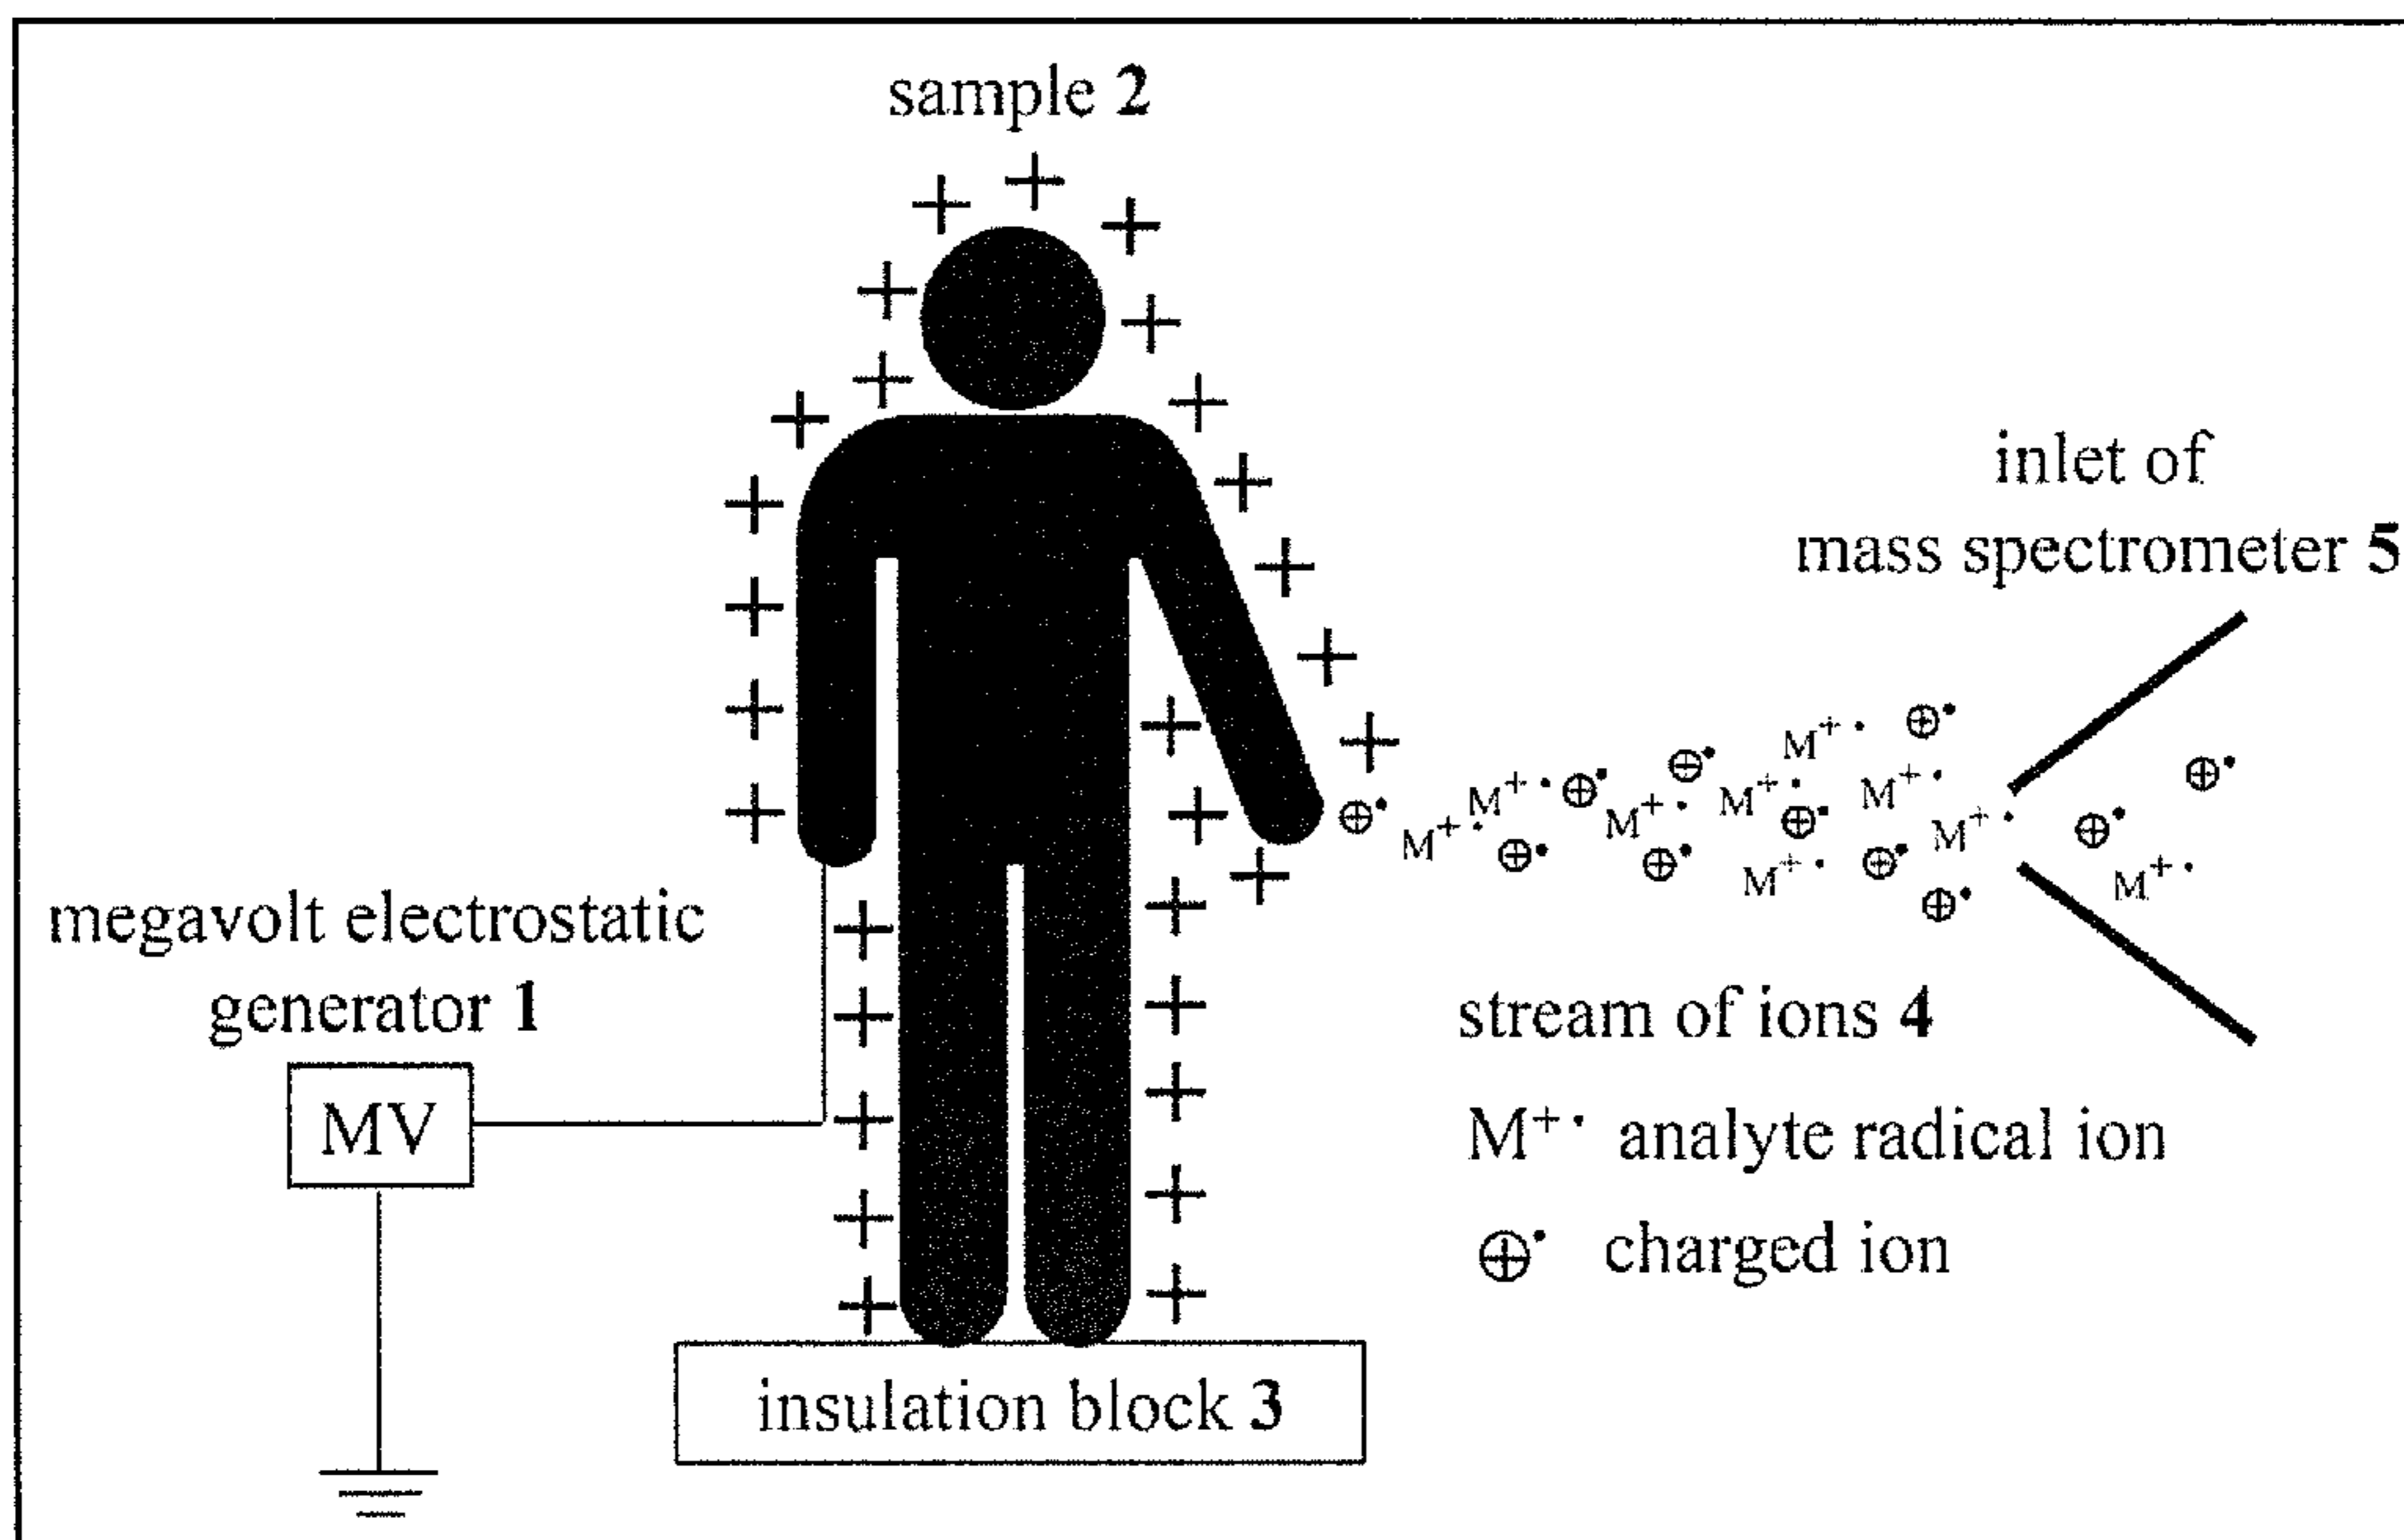 sample 2
inlet of
mass spectrometer 5
M⁺· M⁺· M⁺· M⁺· M⁺· M⁺· M⁺· M⁺· M⁺·
megavolt electrostatic
generator 1
MV
stream of ions 4
M⁺· analyte radical ion
⊕· charged ion
insulation block 3